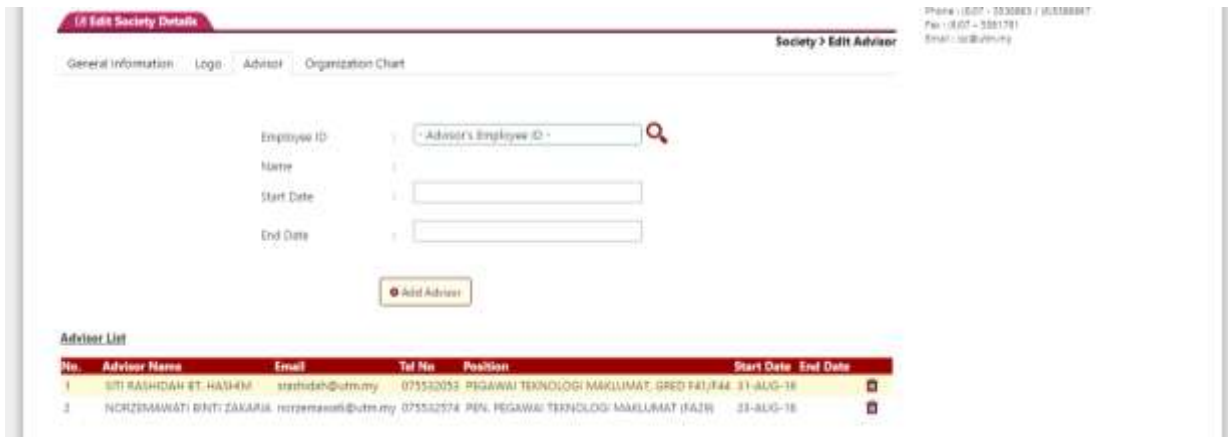 Edit Society Details
Society > Edit Advisor
General Information Logo Advisor Organization Chart
Employee ID : - Advisor's Employee ID -
Name :
Start Date :
End Date :
Add Advisor
Advisor List
No. Advisor Name Email Tel No Position Start Date End Date
1 SITI RASHIDAH BT. HASHIM srashidah@utm.my 075532053 PEGAWAI TEKNOLOGI MAKLUMAT, GRED F41/F44 31-AUG-16
2 NORZEMAWATI BINTI ZAKARIA norzemawati@utm.my 075532574 PEN. PEGAWAI TEKNOLOGI MAKLUMAT (FA29) 23-AUG-16